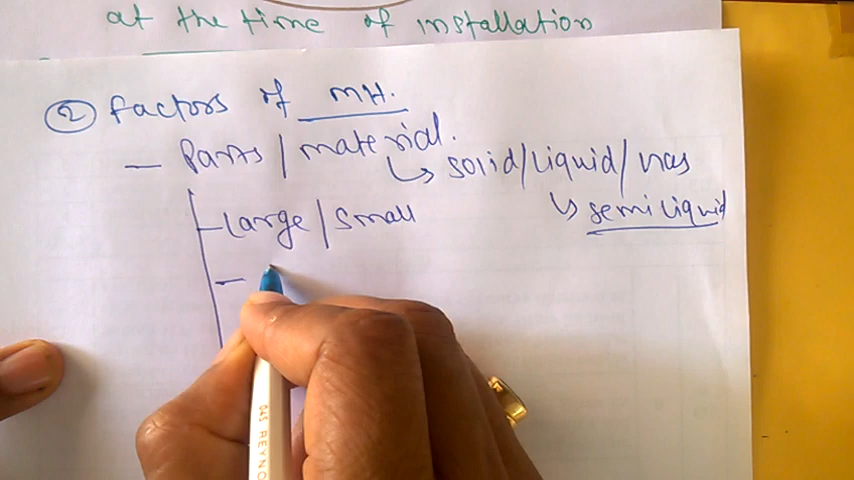 at the time of installation
② Factors of MH.
— Parts / material.
↳ solid/Liquid/Gas
↳ semi liquid
- Large / Small
—
045 REYNO